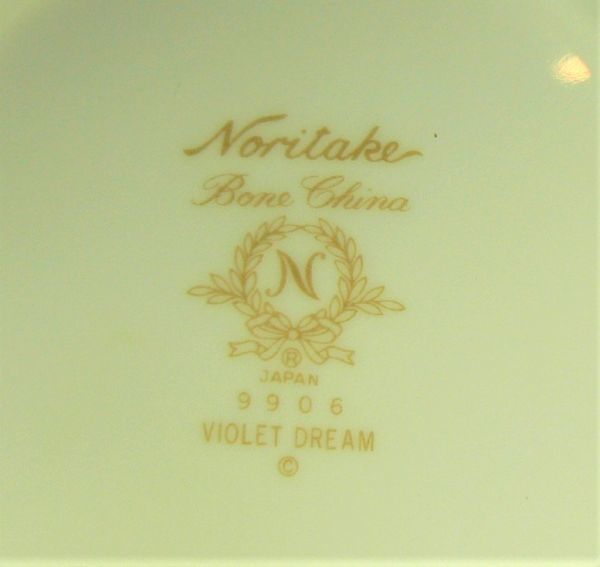 Noritake
Bone China
N
®
JAPAN
9906
VIOLET DREAM
©